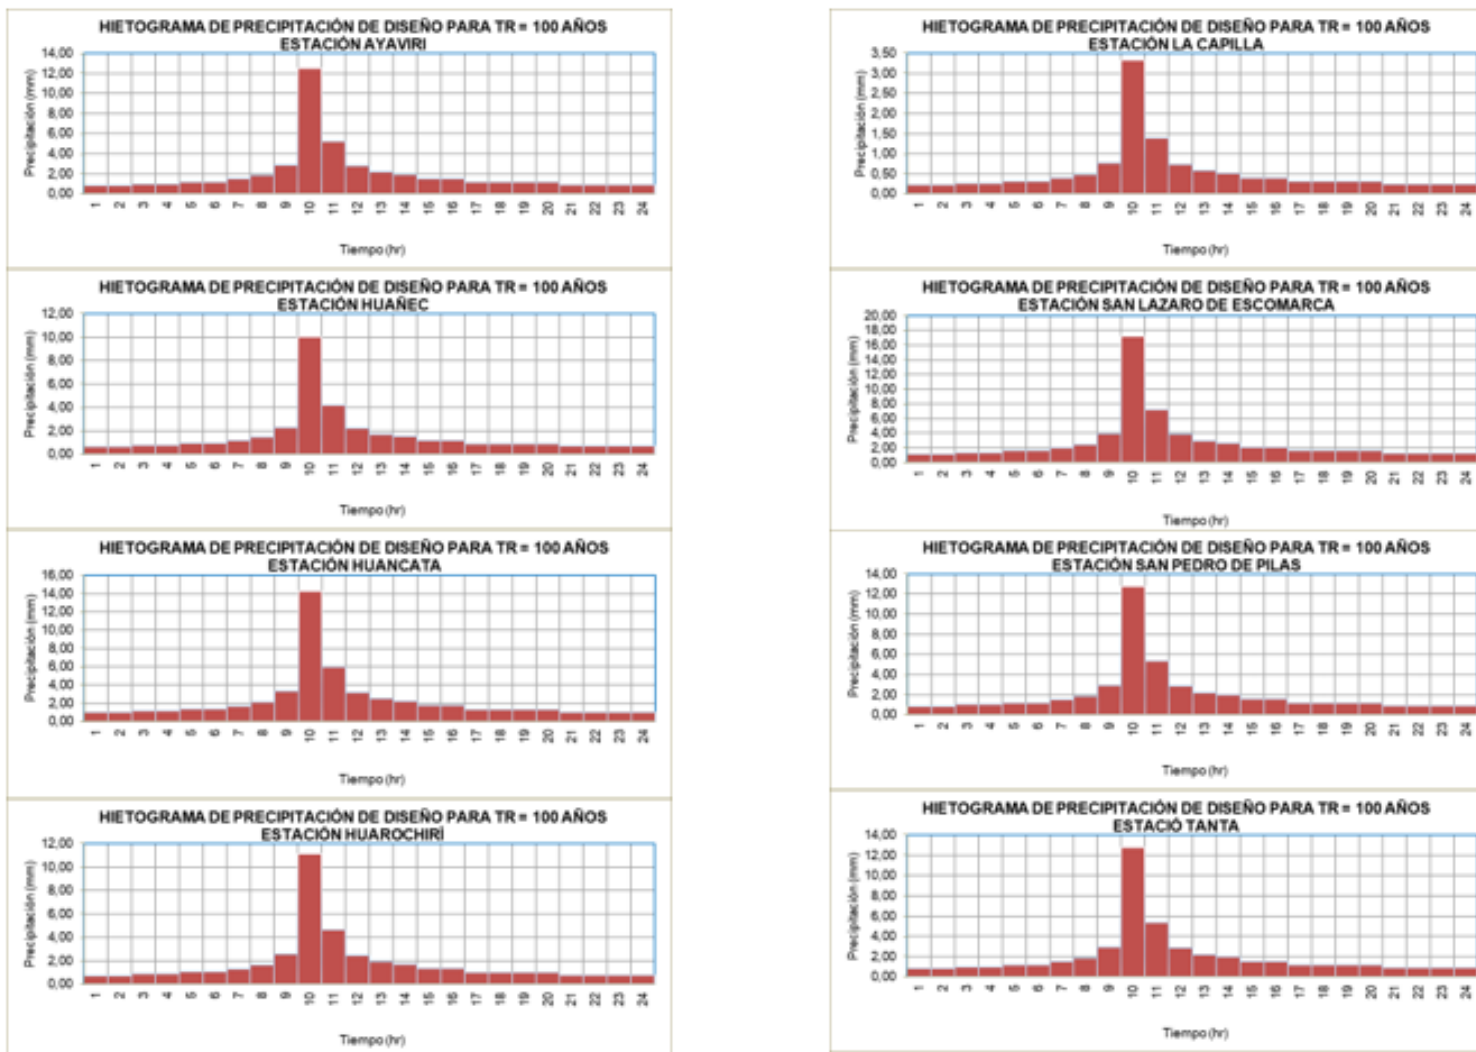 HIETOGRAMA DE PRECIPITACIÓN DE DISEÑO PARA TR = 100 AÑOS
ESTACIÓN AYAVIRI
Precipitación (mm)
14,00
12,00
10,00
8,00
6,00
4,00
2,00
0,00
1 2 3 4 5 6 7 8 9 10 11 12 13 14 15 16 17 18 19 20 21 22 23 24
Tiempo (hr)
HIETOGRAMA DE PRECIPITACIÓN DE DISEÑO PARA TR = 100 AÑOS
ESTACIÓN HUAÑEC
Precipitación (mm)
12,00
10,00
8,00
6,00
4,00
2,00
0,00
1 2 3 4 5 6 7 8 9 10 11 12 13 14 15 16 17 18 19 20 21 22 23 24
Tiempo (hr)
HIETOGRAMA DE PRECIPITACIÓN DE DISEÑO PARA TR = 100 AÑOS
ESTACIÓN HUANCATA
Precipitación (mm)
16,00
14,00
12,00
10,00
8,00
6,00
4,00
2,00
0,00
1 2 3 4 5 6 7 8 9 10 11 12 13 14 15 16 17 18 19 20 21 22 23 24
Tiempo (hr)
HIETOGRAMA DE PRECIPITACIÓN DE DISEÑO PARA TR = 100 AÑOS
ESTACIÓN HUAROCHIRÍ
Precipitación (mm)
12,00
10,00
8,00
6,00
4,00
2,00
0,00
1 2 3 4 5 6 7 8 9 10 11 12 13 14 15 16 17 18 19 20 21 22 23 24
Tiempo (hr)
HIETOGRAMA DE PRECIPITACIÓN DE DISEÑO PARA TR = 100 AÑOS
ESTACIÓN LA CAPILLA
Precipitación (mm)
3,50
3,00
2,50
2,00
1,50
1,00
0,50
0,00
1 2 3 4 5 6 7 8 9 10 11 12 13 14 15 16 17 18 19 20 21 22 23 24
Tiempo (hr)
HIETOGRAMA DE PRECIPITACIÓN DE DISEÑO PARA TR = 100 AÑOS
ESTACIÓN SAN LAZARO DE ESCOMARCA
Precipitación (mm)
20,00
18,00
16,00
14,00
12,00
10,00
8,00
6,00
4,00
2,00
0,00
1 2 3 4 5 6 7 8 9 10 11 12 13 14 15 16 17 18 19 20 21 22 23 24
Tiempo (hr)
HIETOGRAMA DE PRECIPITACIÓN DE DISEÑO PARA TR = 100 AÑOS
ESTACIÓN SAN PEDRO DE PILAS
Precipitación (mm)
14,00
12,00
10,00
8,00
6,00
4,00
2,00
0,00
1 2 3 4 5 6 7 8 9 10 11 12 13 14 15 16 17 18 19 20 21 22 23 24
Tiempo (hr)
HIETOGRAMA DE PRECIPITACIÓN DE DISEÑO PARA TR = 100 AÑOS
ESTACIÓ TANTA
Precipitación (mm)
14,00
12,00
10,00
8,00
6,00
4,00
2,00
0,00
1 2 3 4 5 6 7 8 9 10 11 12 13 14 15 16 17 18 19 20 21 22 23 24
Tiempo (hr)